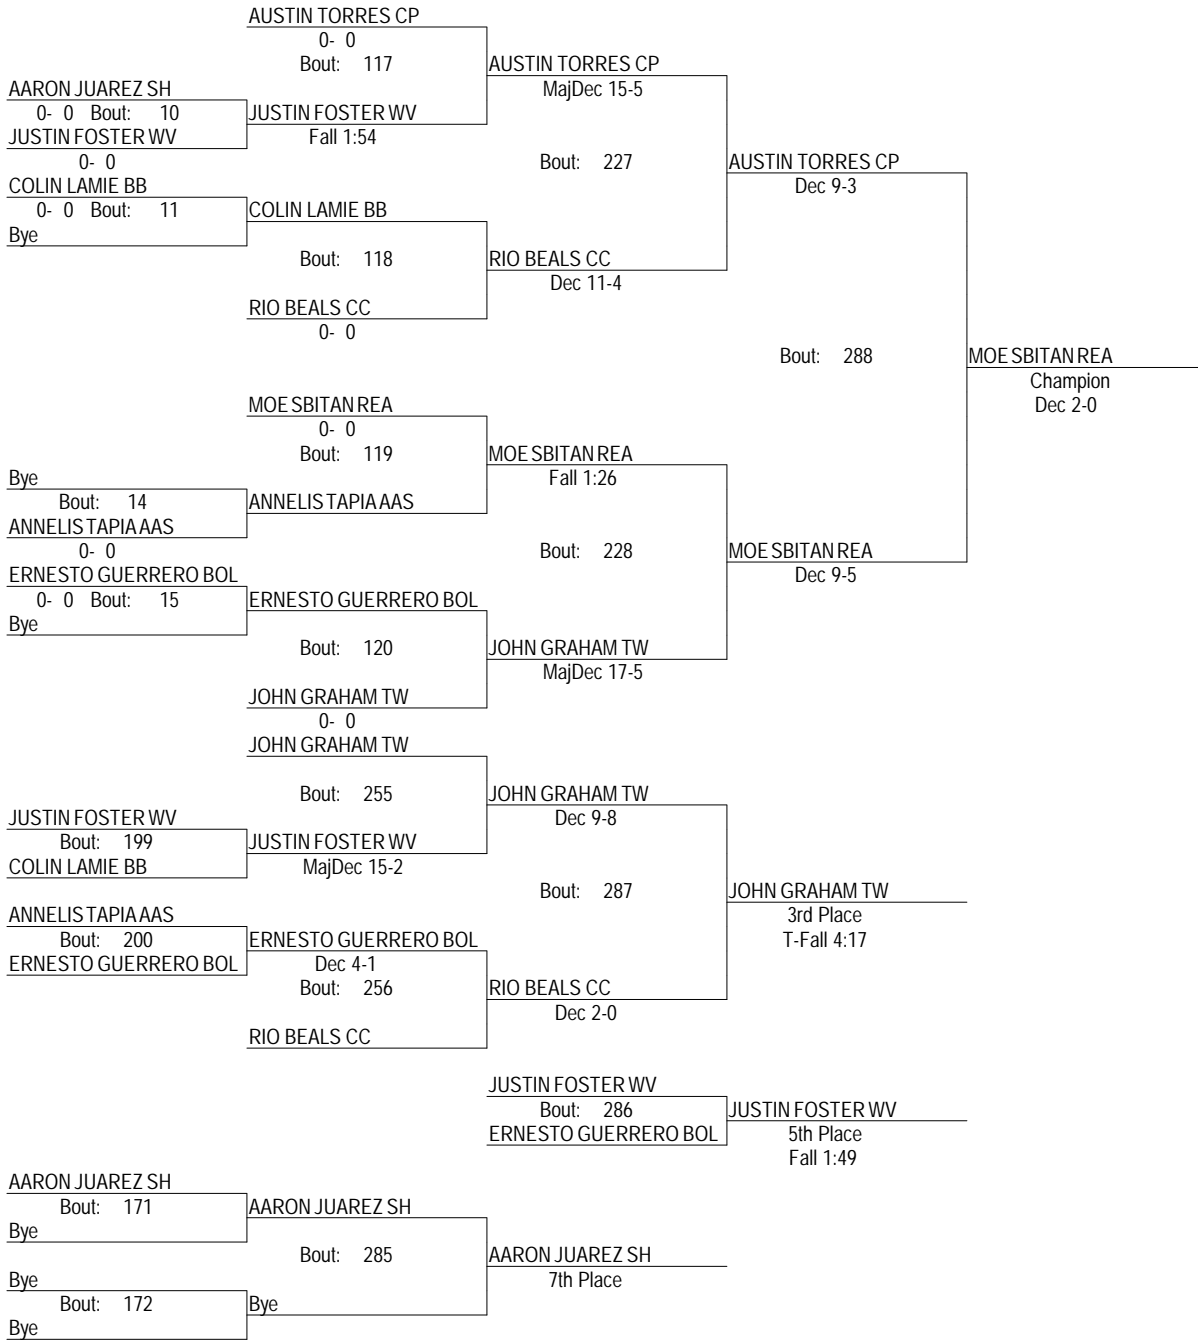 AUSTIN TORRES CP
0- 0
Bout: 117
AUSTIN TORRES CP
MajDec 15-5
AARON JUAREZ SH
0- 0 Bout: 10
JUSTIN FOSTER WV
Fall 1:54
JUSTIN FOSTER WV
0- 0
Bout: 227
AUSTIN TORRES CP
Dec 9-3
COLIN LAMIE BB
0- 0 Bout: 11
COLIN LAMIE BB
Bye
Bout: 118
RIO BEALS CC
Dec 11-4
RIO BEALS CC
0- 0
Bout: 288
MOE SBITAN REA
Champion
Dec 2-0
MOE SBITAN REA
0- 0
Bout: 119
MOE SBITAN REA
Fall 1:26
Bye
Bout: 14
ANNELIS TAPIA AAS
ANNELIS TAPIA AAS
0- 0
Bout: 228
MOE SBITAN REA
Dec 9-5
ERNESTO GUERRERO BOL
0- 0 Bout: 15
ERNESTO GUERRERO BOL
Bye
Bout: 120
JOHN GRAHAM TW
MajDec 17-5
JOHN GRAHAM TW
0- 0
JOHN GRAHAM TW
Bout: 255
JOHN GRAHAM TW
Dec 9-8
JUSTIN FOSTER WV
Bout: 199
JUSTIN FOSTER WV
MajDec 15-2
COLIN LAMIE BB
Bout: 287
JOHN GRAHAM TW
3rd Place
T-Fall 4:17
ANNELIS TAPIA AAS
Bout: 200
ERNESTO GUERRERO BOL
Dec 4-1
ERNESTO GUERRERO BOL
Bout: 256
RIO BEALS CC
Dec 2-0
RIO BEALS CC
JUSTIN FOSTER WV
Bout: 286
JUSTIN FOSTER WV
ERNESTO GUERRERO BOL
5th Place
Fall 1:49
AARON JUAREZ SH
Bout: 171
AARON JUAREZ SH
Bye
Bout: 285
AARON JUAREZ SH
7th Place
Bye
Bout: 172
Bye
Bye